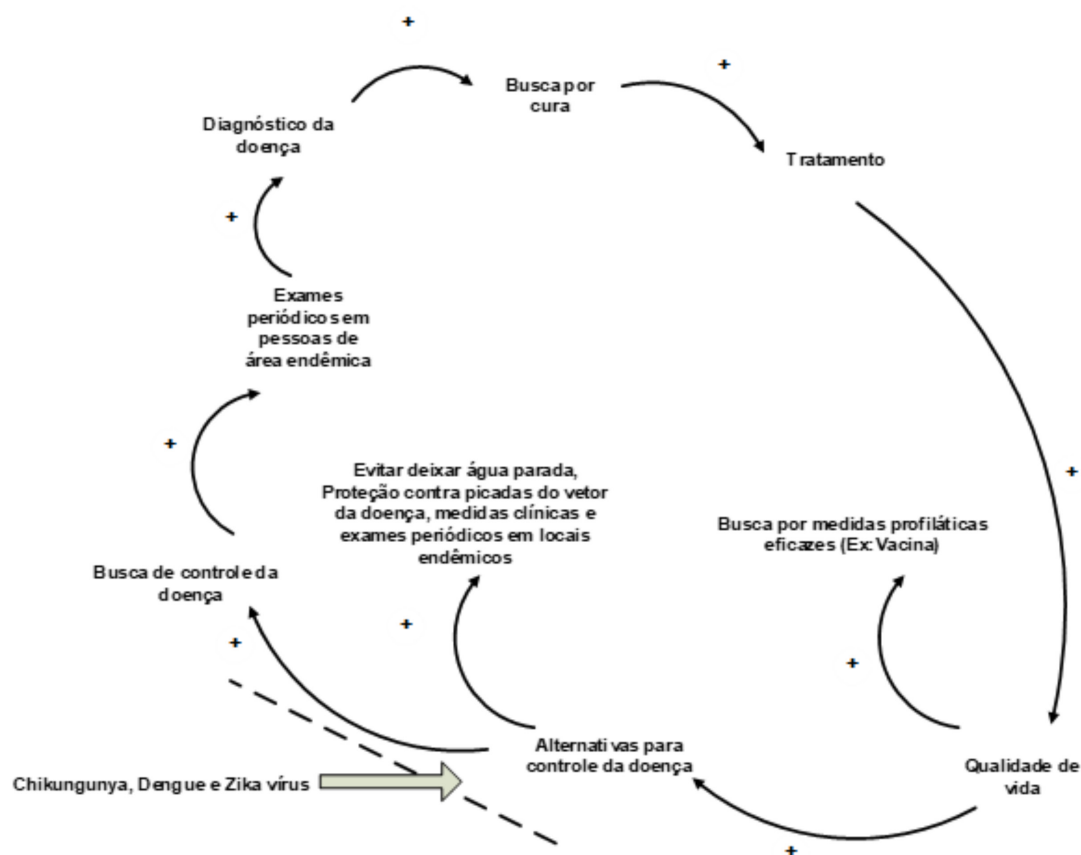 +
+
Busca por
cura
Diagnóstico da
doença
Tratamento
+
Exames
periódicos em
pessoas de
área endêmica
+
+
Evitar deixar água parada,
Proteção contra picadas do vetor
da doença, medidas clínicas e
exames periódicos em locais
endêmicos
Busca por medidas profiláticas
eficazes (Ex: Vacina)
Busca de controle da
doença
+
+
+
Alternativas para
controle da doença
Qualidade de
vida
Chikungunya, Dengue e Zika vírus
+